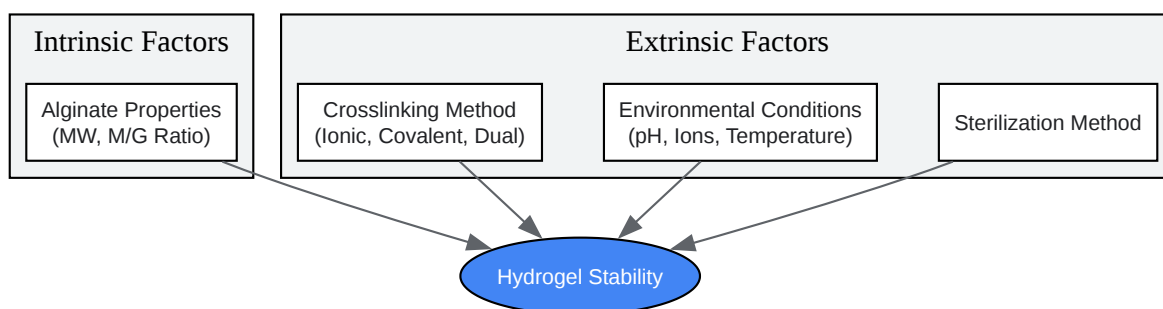 Intrinsic Factors
Extrinsic Factors
Alginate Properties
(MW, M/G Ratio)
Crosslinking Method
(Ionic, Covalent, Dual)
Environmental Conditions
(pH, Ions, Temperature)
Sterilization Method
Hydrogel Stability